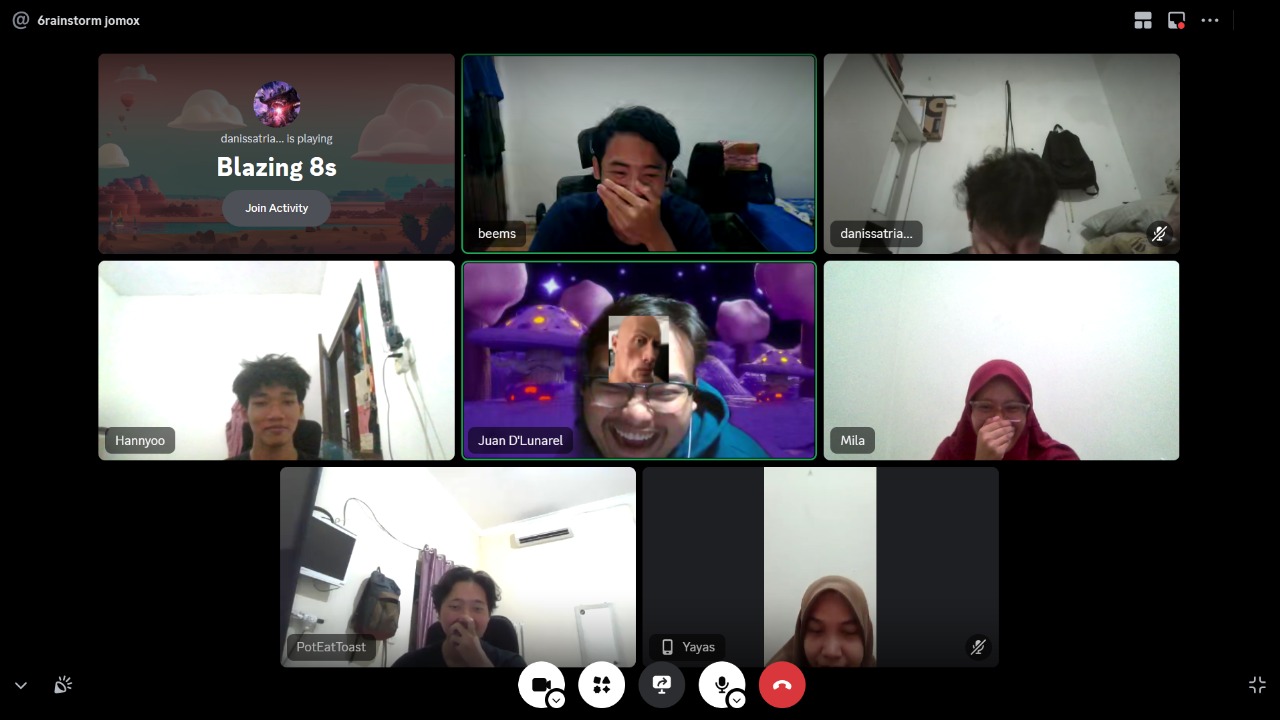 6rainstorm jomox
danissatria... is playing
Blazing 8s
Join Activity
beems
danissatria...
Hannyoo
Juan D'Lunarel
Mila
PotEatToast
Yayas